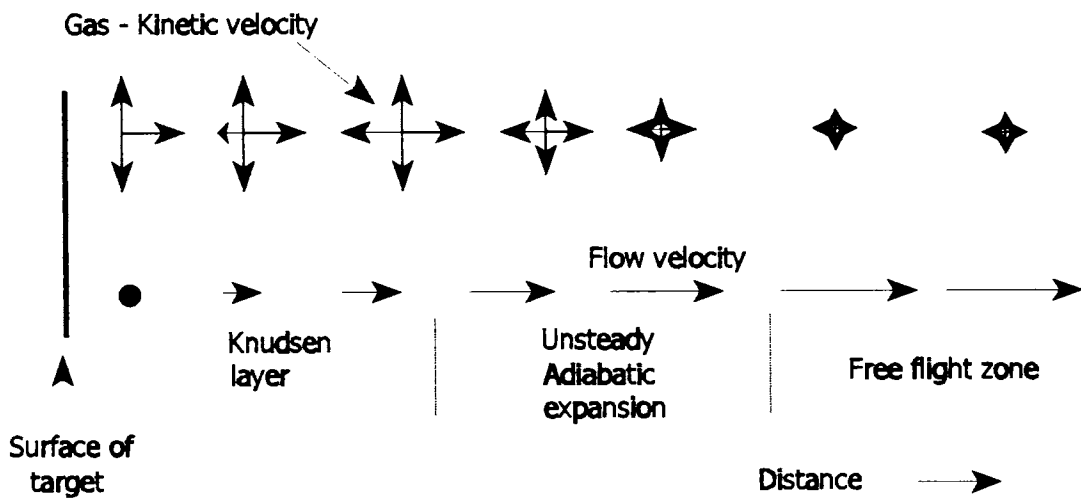 Gas - Kinetic velocity
Flow velocity
Knudsen
layer
Unsteady
Adiabatic
expansion
Free flight zone
Surface of
target
Distance